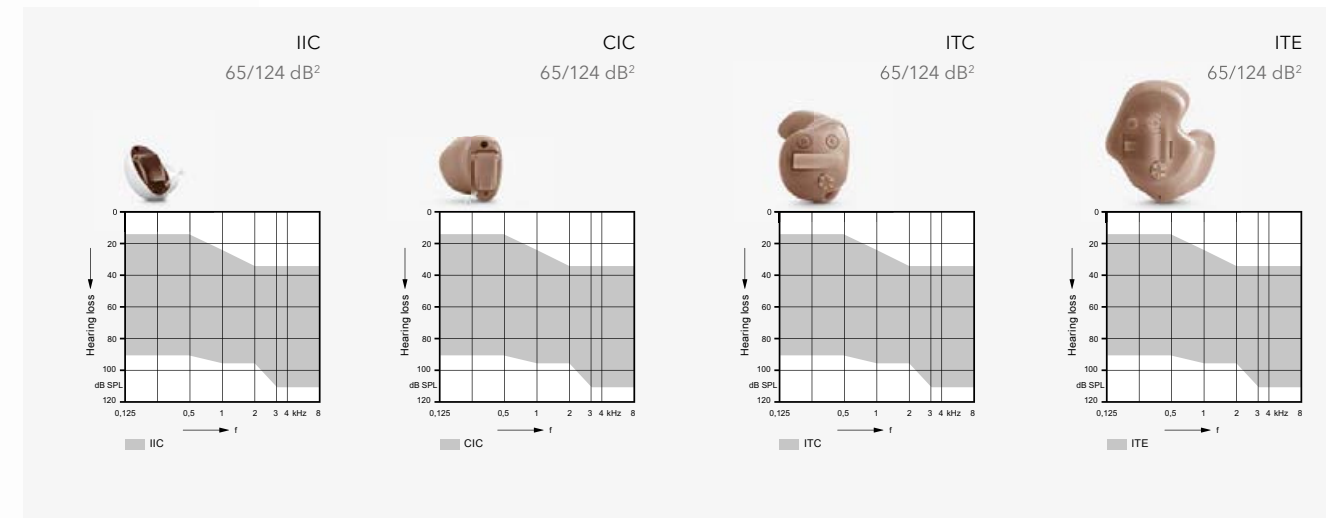 IIC
65/124 dB²
0
20
40
60
80
100
dB SPL
120
Hearing loss
0,125 0,5 1 2 3 4 kHz 8
f
IIC
CIC
65/124 dB²
0
20
40
60
80
100
dB SPL
120
Hearing loss
0,125 0,5 1 2 3 4 kHz 8
f
CIC
ITC
65/124 dB²
0
20
40
60
80
100
dB SPL
120
Hearing loss
0,125 0,5 1 2 3 4 kHz 8
f
ITC
ITE
65/124 dB²
0
20
40
60
80
100
dB SPL
120
Hearing loss
0,125 0,5 1 2 3 4 kHz 8
f
ITE